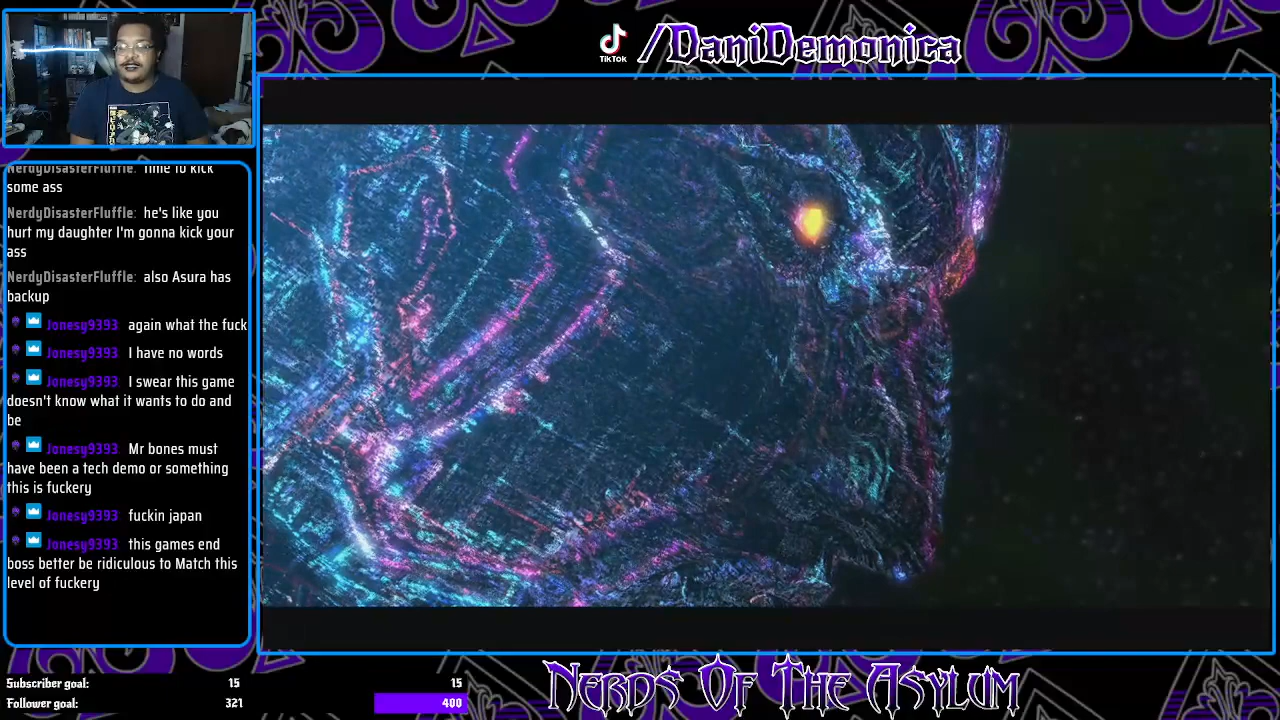 TikTok
/DaniDemonica
NerdyDisasterFluffle: Time to kick
some ass
NerdyDisasterFluffle: he's like you
hurt my daughter I'm gonna kick your
ass
NerdyDisasterFluffle: also Asura has
backup
Jonesy9393 again what the fuck
Jonesy9393 I have no words
Jonesy9393 I swear this game
doesn't know what it wants to do and
be
Jonesy9393 Mr bones must
have been a tech demo or something
this is fuckery
Jonesy9393 fuckin japan
Jonesy9393 this games end
boss better be ridiculous to Match this
level of fuckery
Subscriber goal: 15 15
Follower goal: 321 400
Nerds Of The Asylum